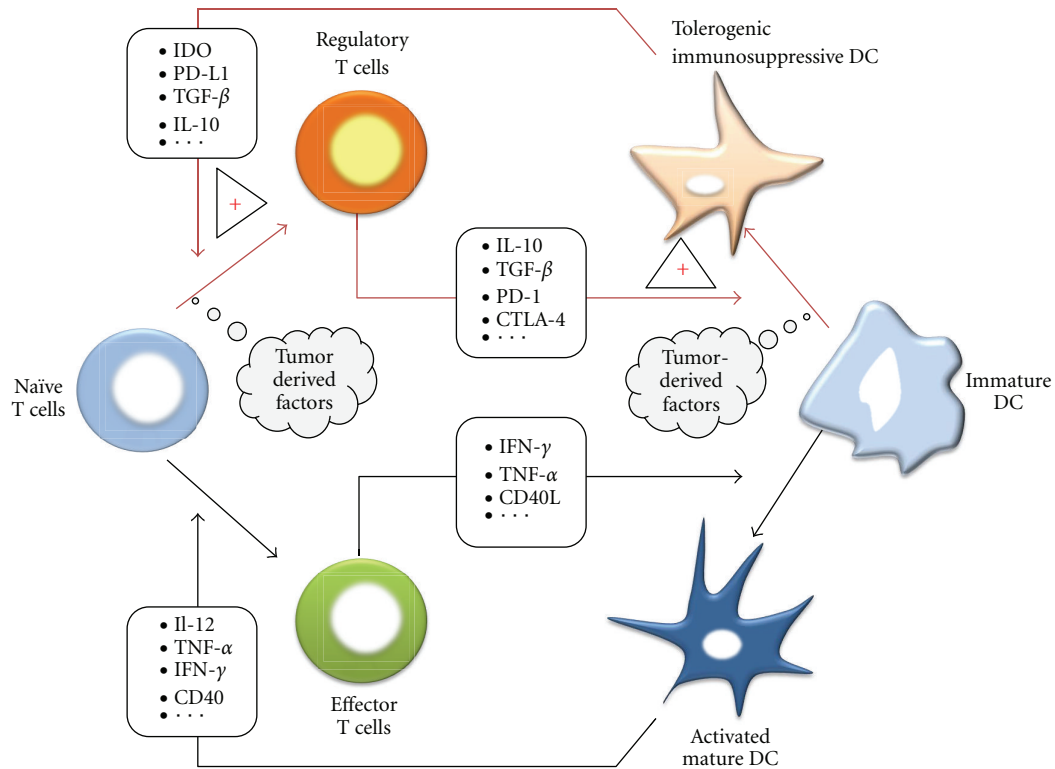 • IDO
• PD-L1
• TGF-β
• IL-10
• · · ·
Regulatory
T cells
Tolerogenic
immunosuppressive DC
+
• IL-10
• TGF-β
• PD-1
• CTLA-4
• · · ·
+
Naïve
T cells
Tumor
derived
factors
Tumor-
derived
factors
Immature
DC
• IFN-γ
• TNF-α
• CD40L
• · · ·
• Il-12
• TNF-α
• IFN-γ
• CD40
• · · ·
Effector
T cells
Activated
mature DC